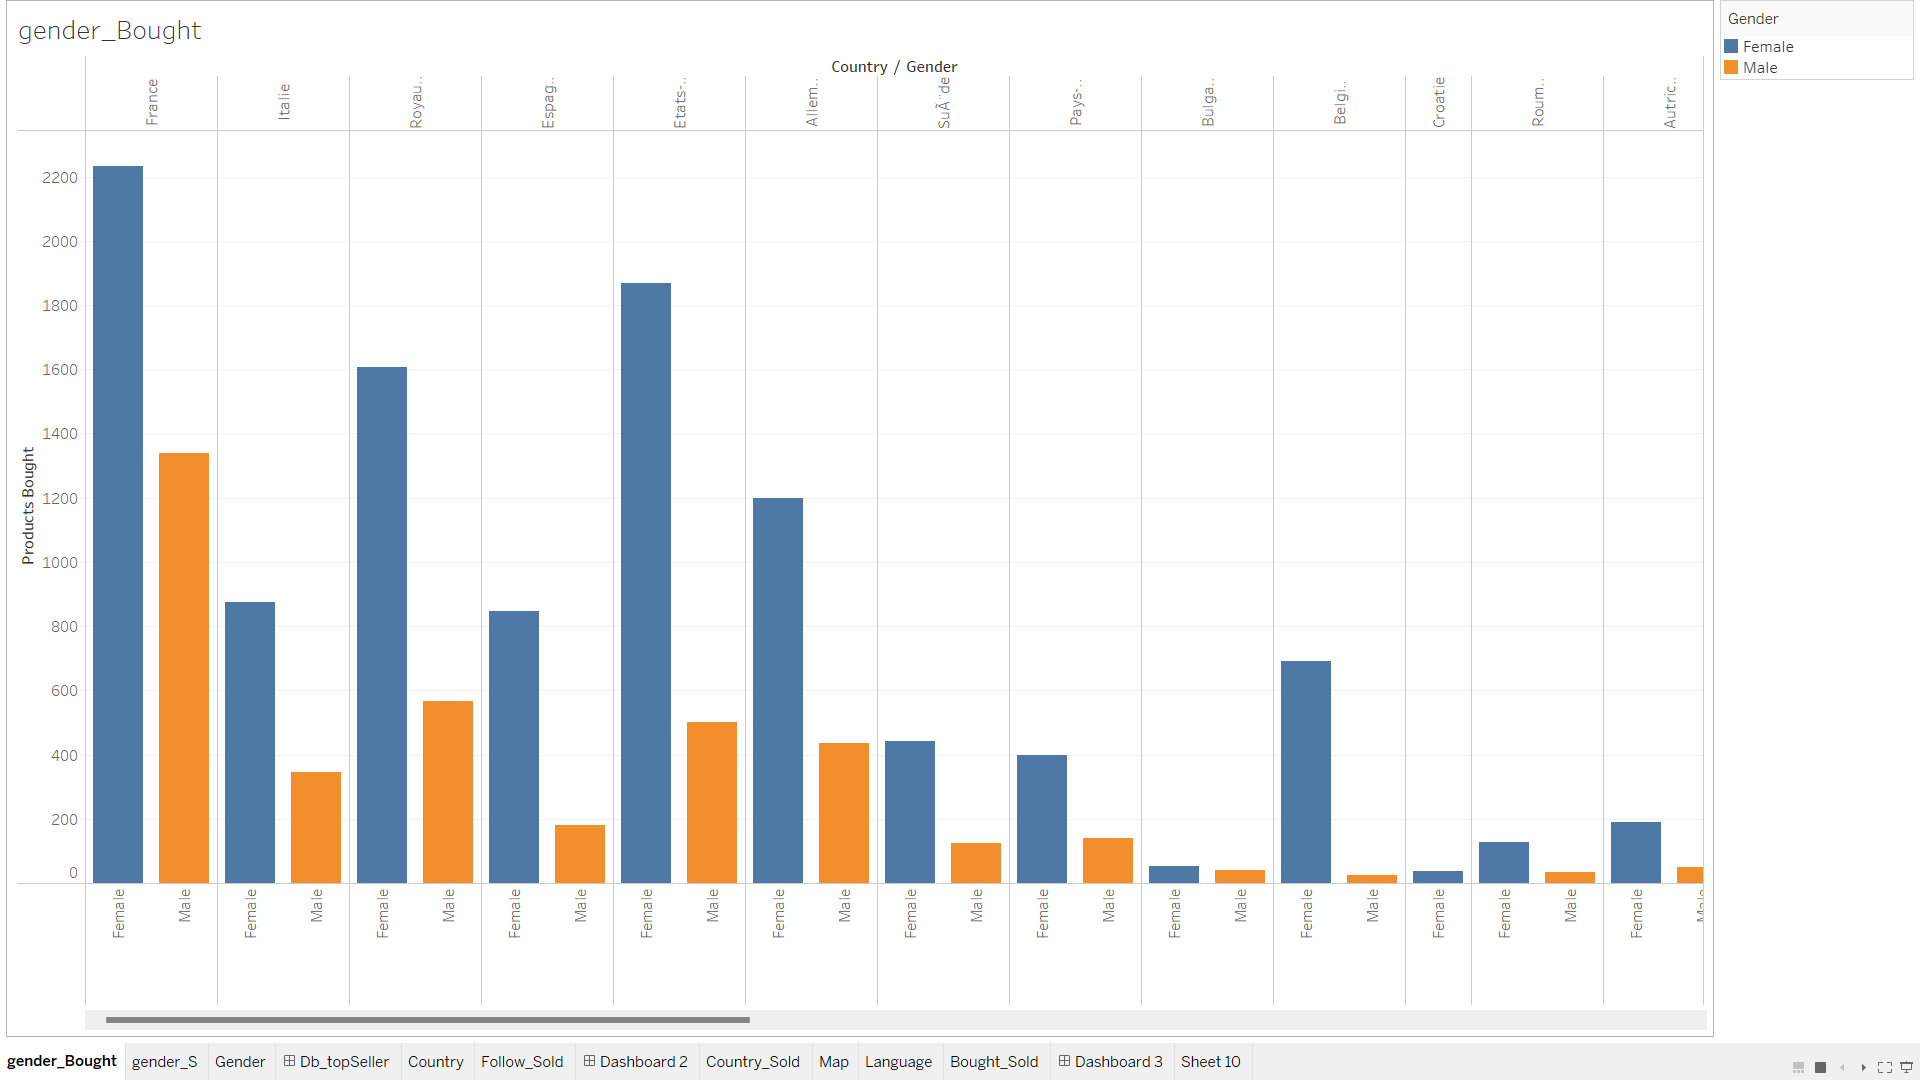 gender_Bought
Country / Gender
France
Italie
Royau..
Espag..
Etats-..
Allem..
SuÃ¨de
Pays-..
Bulga..
Belgi..
Croatie
Roum..
Autric..
Products Bought
2200
2000
1800
1600
1400
1200
1000
800
600
400
200
0
Female
Male
Female
Male
Female
Male
Female
Male
Female
Male
Female
Male
Female
Male
Female
Male
Female
Male
Female
Male
Female
Female
Male
Female
Male
Gender
Female
Male
gender_Bought gender_S Gender Db_topSeller Country Follow_Sold Dashboard 2 Country_Sold Map Language Bought_Sold Dashboard 3 Sheet 10